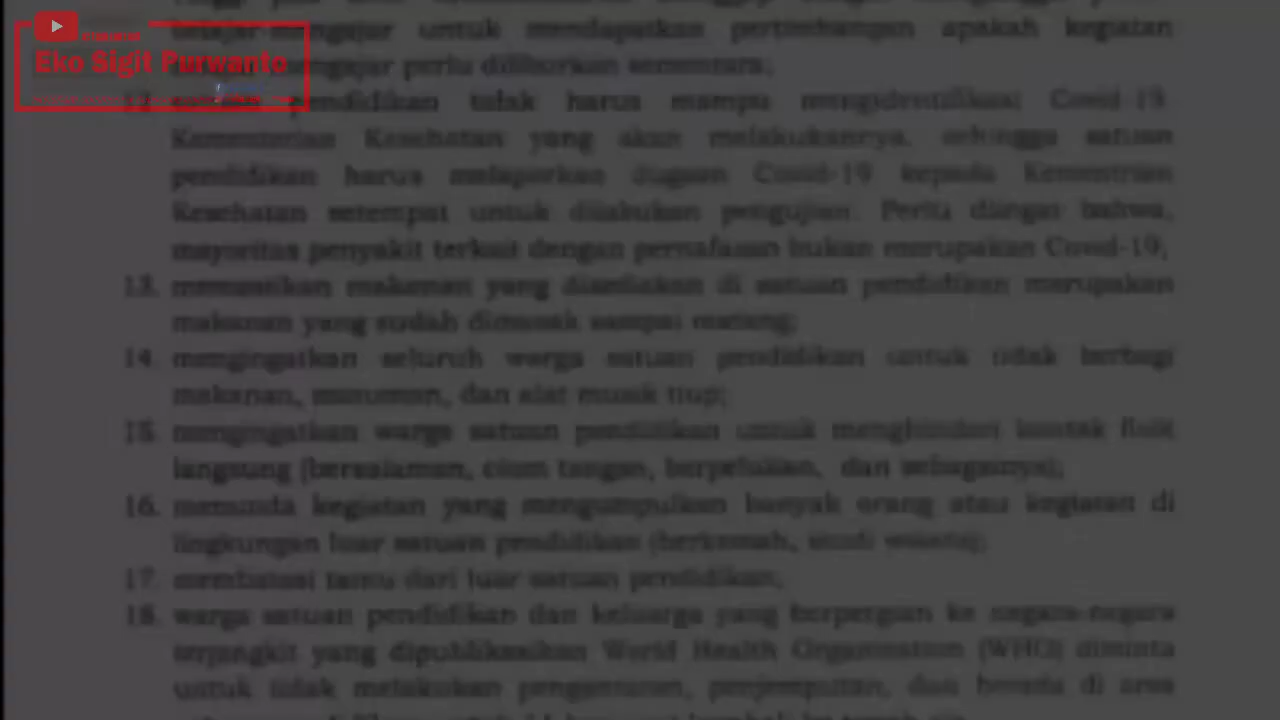 Eko Sigit Purwanto
belajar-mengajar untuk mendapatkan pertimbangan apakah kegiatan
mengajar perlu diliburkan sementara;
pendidikan tidak harus mampu mengidentifikasi Covid-19.
Kementerian Kesehatan yang akan melakukannya, sehingga satuan
pendidikan harus melaporkan dugaan Covid-19 kepada
Kesehatan setempat untuk dilakukan pengujian. Perlu diingat bahwa,
mayoritas penyakit terkait dengan pernafasan bukan merupakan Covid-19;
13. memastikan makanan yang disediakan di satuan pendidikan merupakan
makanan yang sudah dimasak sampai matang;
14. mengingatkan seluruh warga satuan pendidikan untuk tidak berbagi
makanan, minuman, dan alat musik tiup;
15. mengingatkan warga satuan pendidikan untuk menghindari kontak fisik
langsung (bersalaman, cium tangan, berpelukan, dan sebagainya);
16. menunda kegiatan yang mengumpulkan banyak orang atau kegiatan di
lingkungan luar satuan pendidikan (berkemah, studi wisata);
17. membatasi tamu dari luar satuan pendidikan;
18. warga satuan pendidikan dan keluarga yang berpergian ke negara-negara
terjangkit yang dipublikasikan World Health Organization (WHO) diminta
untuk tidak melakukan pengantaran, penjemputan, dan berada di area